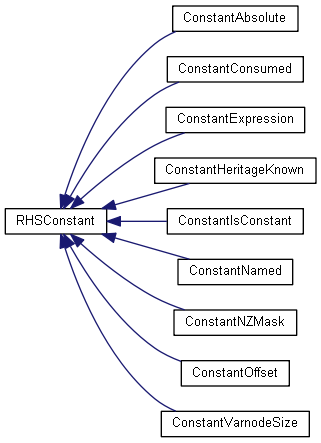 ConstantAbsolute
ConstantConsumed
ConstantExpression
ConstantHeritageKnown
RHSConstant
ConstantIsConstant
ConstantNamed
ConstantNZMask
ConstantOffset
ConstantVarnodeSize